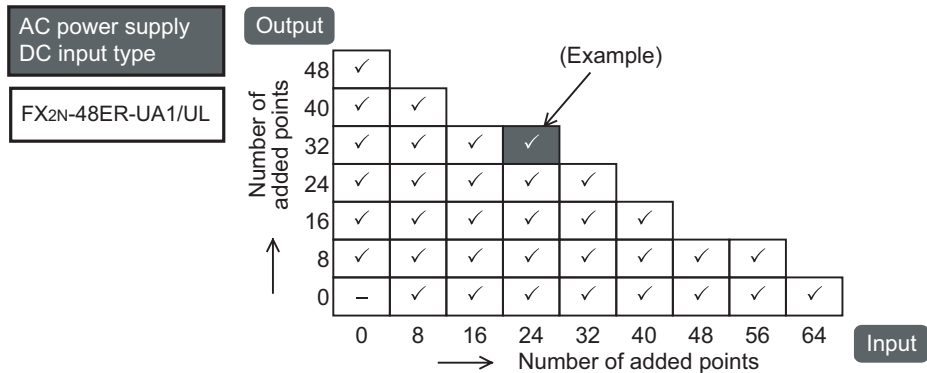 AC power supply
DC input type
FX2N-48ER-UA1/UL
Output
(Example)
Number of
added points
48 ✓
40 ✓ ✓
32 ✓ ✓ ✓ ✓
24 ✓ ✓ ✓ ✓ ✓
16 ✓ ✓ ✓ ✓ ✓ ✓
8 ✓ ✓ ✓ ✓ ✓ ✓ ✓ ✓
0 – ✓ ✓ ✓ ✓ ✓ ✓ ✓ ✓
0 8 16 24 32 40 48 56 64
Number of added points
Input